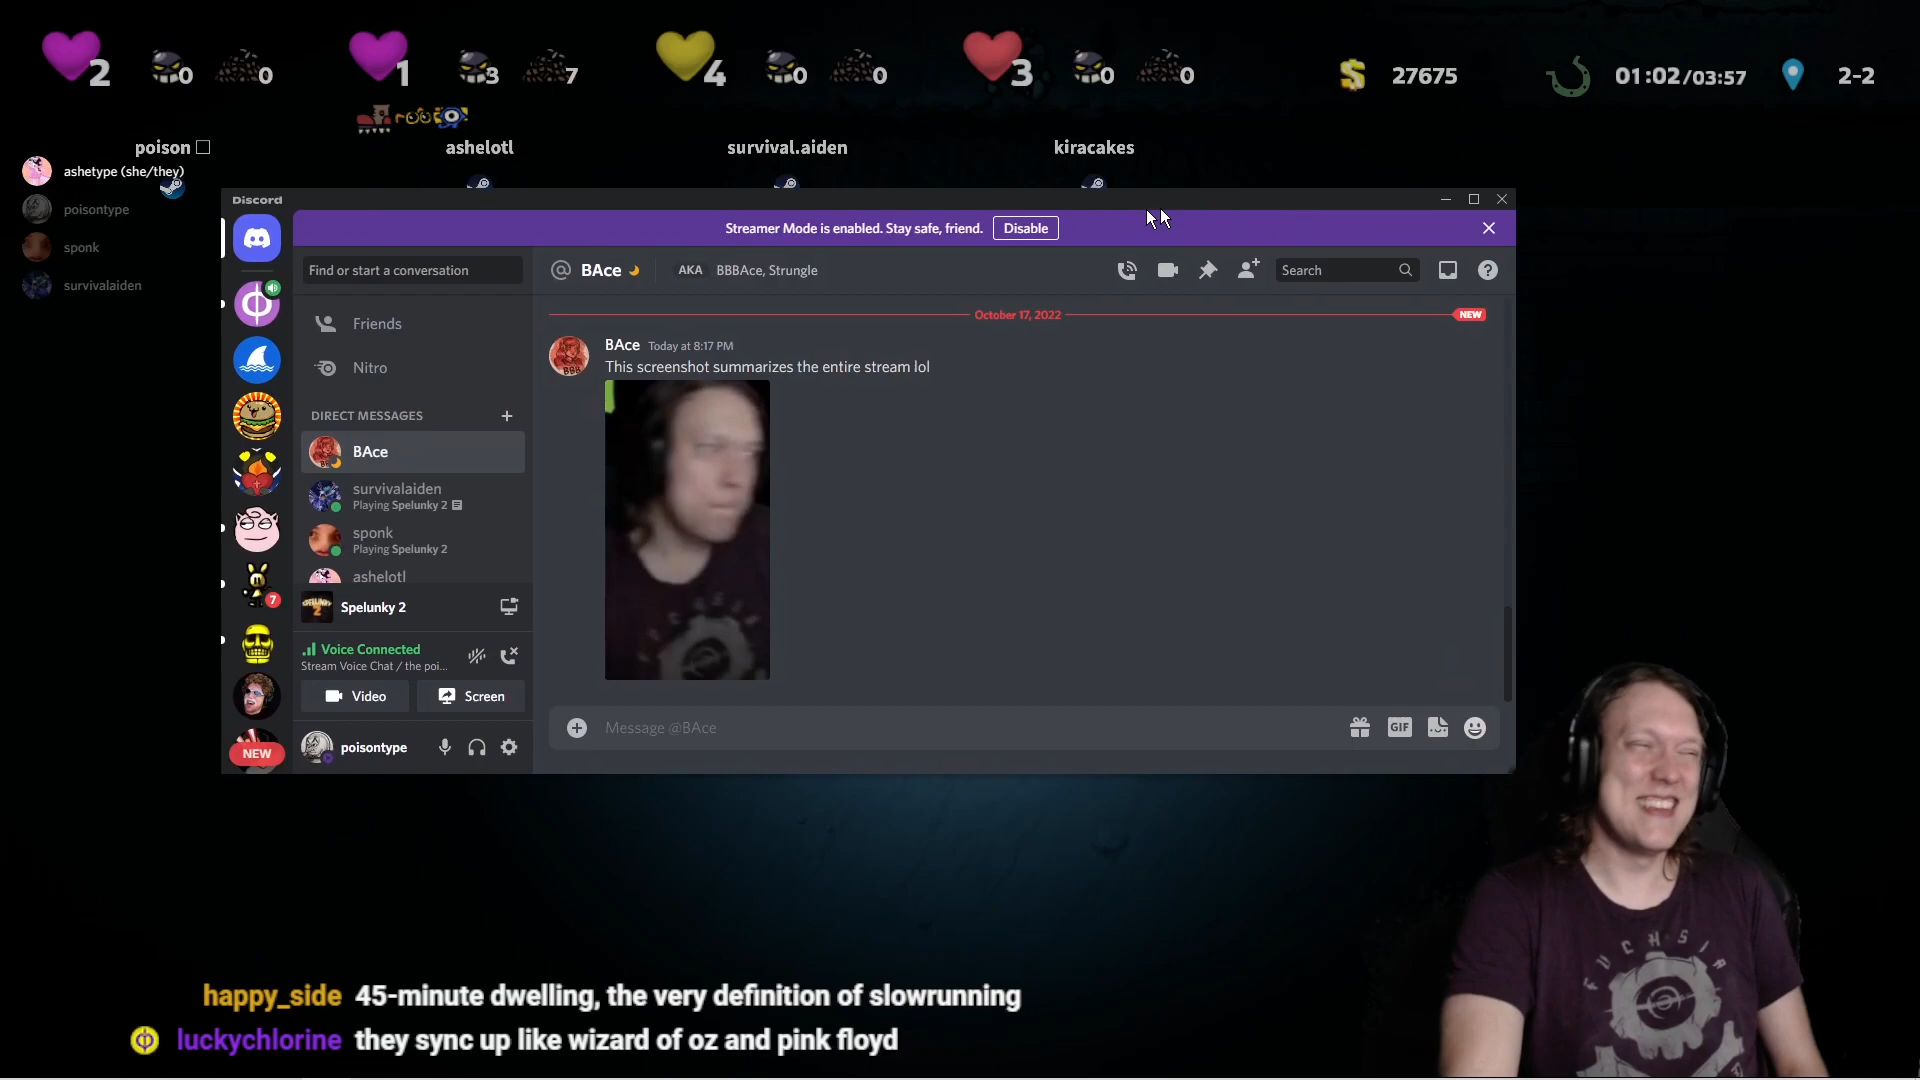 2 0 0 1 3 7 4 0 0 3 0 0 27675 01:02/03:57 2-2
poison ashelotl survival.aiden kiracakes
ashetype (she/they)
poisontype
sponk
survivalaiden
Discord
Streamer Mode is enabled. Stay safe, friend. Disable
Find or start a conversation
BAce AKA BBBAce, Strungle Search
Friends
Nitro
DIRECT MESSAGES
BAce
survivalaiden
Playing Spelunky 2
sponk
Playing Spelunky 2
ashelotl
Spelunky 2
Voice Connected
Stream Voice Chat / the poi...
Video Screen
poisontype
7
NEW
October 17, 2022 NEW
BAce Today at 8:17 PM
This screenshot summarizes the entire stream lol
Message @BAce
GIF
FUCHSIA
happy_side 45-minute dwelling, the very definition of slowrunning
luckychlorine they sync up like wizard of oz and pink floyd